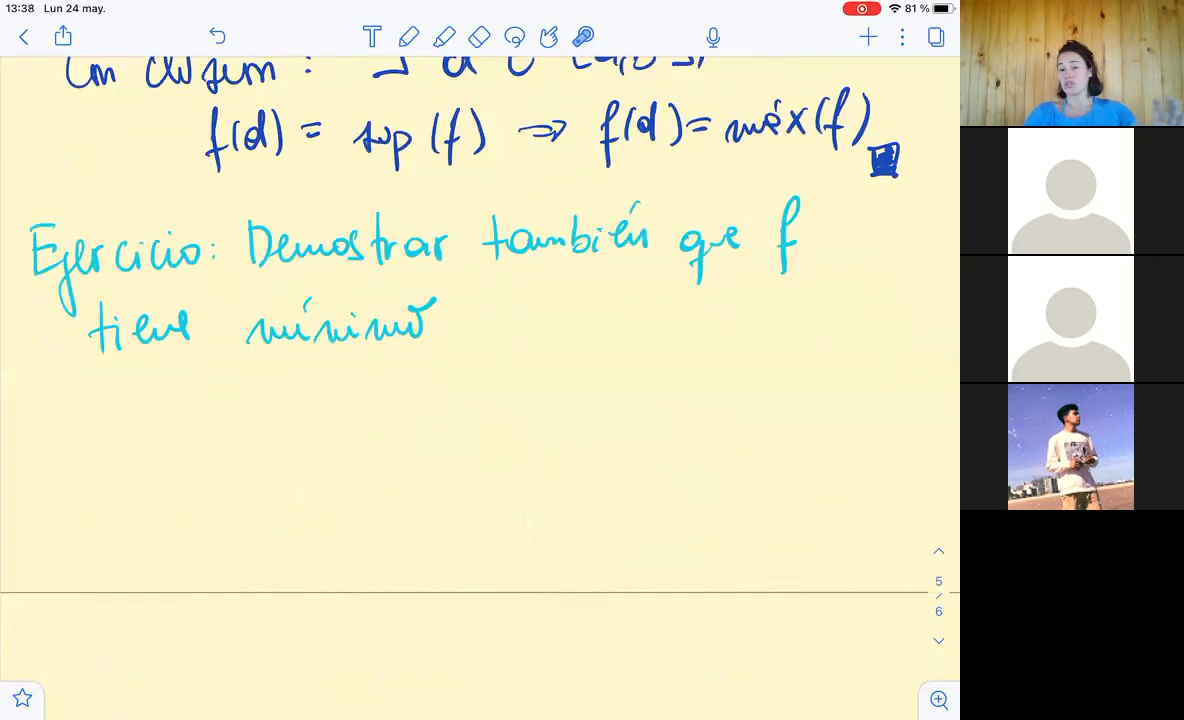 13:38 Lun 24 may.
81 %
f(d) = sup (f) => f(d) = máx(f)
Ejercicio: Demostrar también que f
tiene mínimo
5
/
6